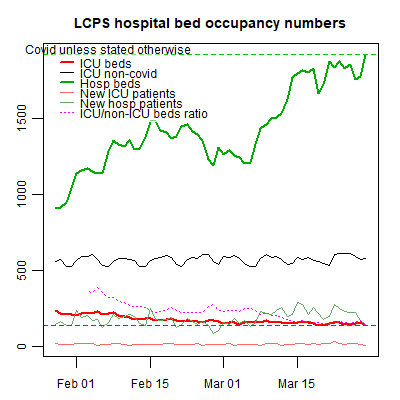 LCPS hospital bed occupancy numbers
Covid unless stated otherwise
ICU beds
ICU non-covid
Hosp beds
New ICU patients
New hosp patients
ICU/non-ICU beds ratio
1500
1000
500
0
Feb 01 Feb 15 Mar 01 Mar 15